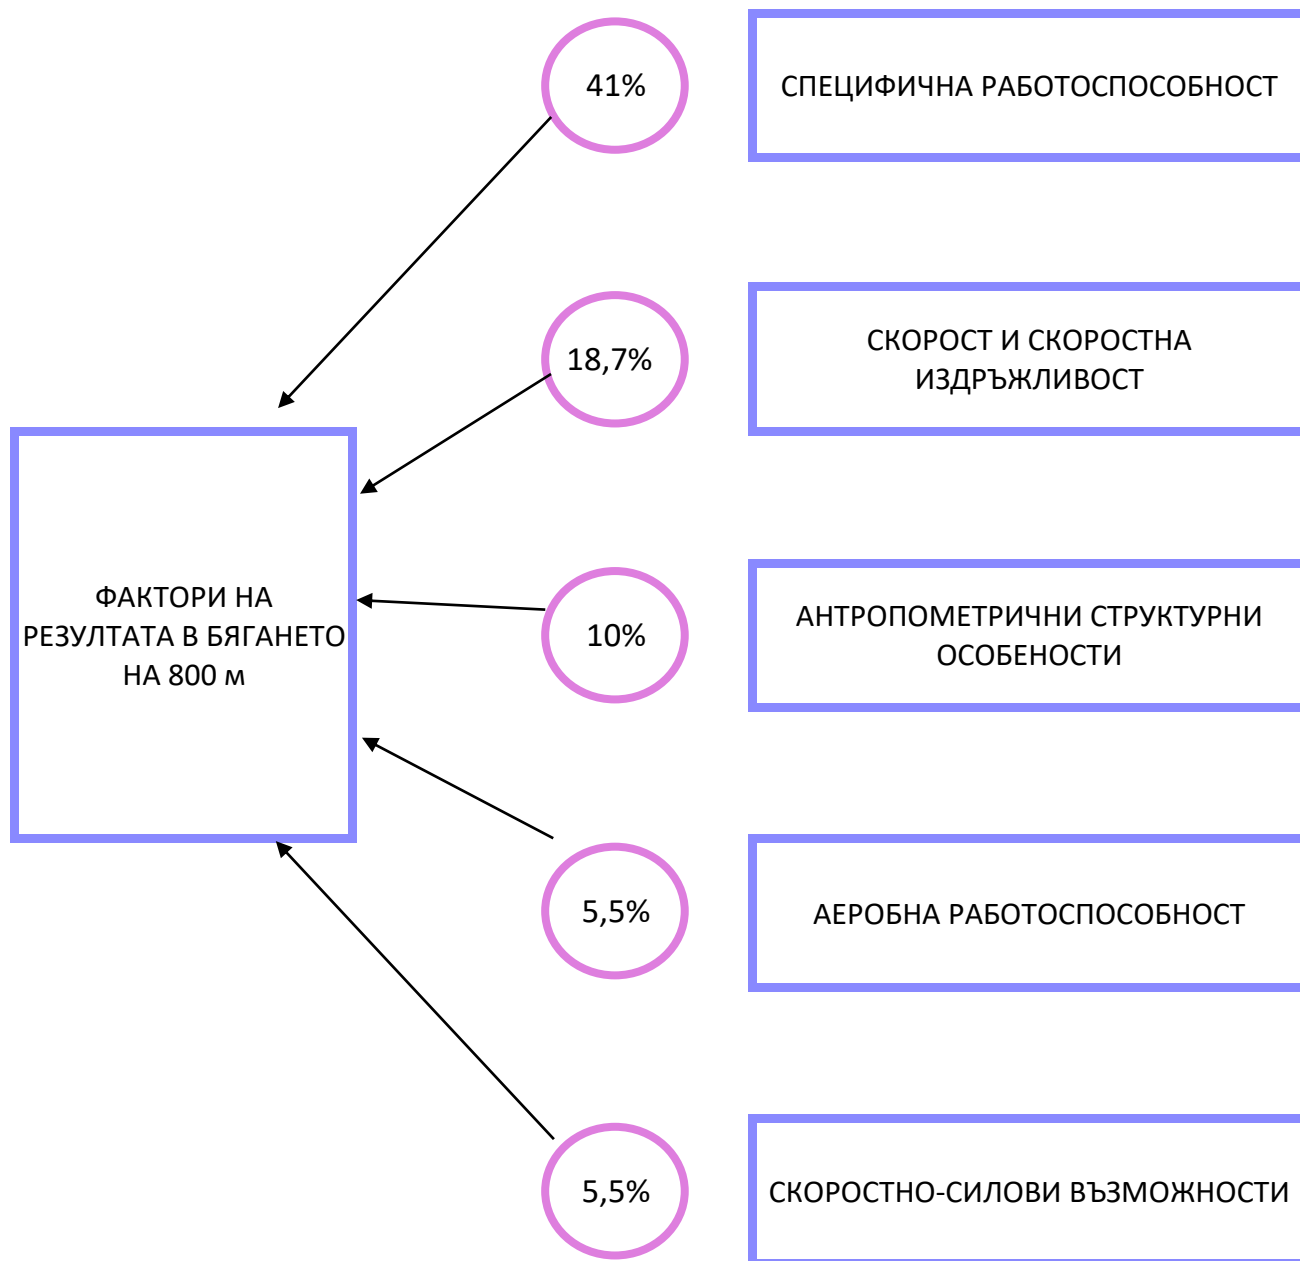 41%
СПЕЦИФИЧНА РАБОТОСПОСОБНОСТ
18,7%
СКОРОСТ И СКОРОСТНА
ИЗДРЪЖЛИВОСТ
ФАКТОРИ НА
РЕЗУЛТАТА В БЯГАНЕТО
НА 800 м
10%
АНТРОПОМЕТРИЧНИ СТРУКТУРНИ
ОСОБЕНОСТИ
5,5%
АЕРОБНА РАБОТОСПОСОБНОСТ
5,5%
СКОРОСТНО-СИЛОВИ ВЪЗМОЖНОСТИ